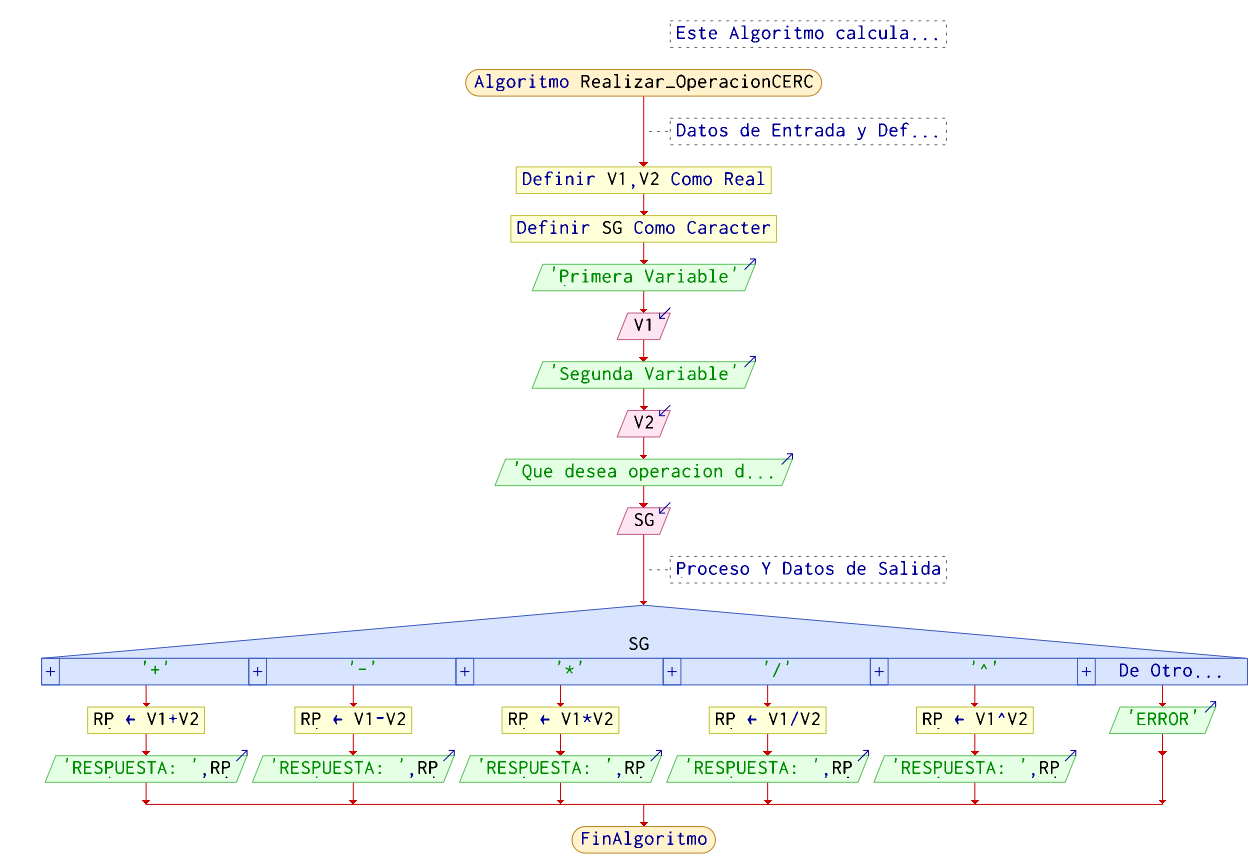 Este Algoritmo calcula...
Algoritmo Realizar_OperacionCERC
Datos de Entrada y Def...
Definir V1,V2 Como Real
Definir SG Como Caracter
'Primera Variable'
V1
'Segunda Variable'
V2
'Que desea operacion d...
SG
Proceso Y Datos de Salida
SG
+ '+' + '-' + '*' + '/' + '^' + De Otro...
RP ← V1+V2 RP ← V1-V2 RP ← V1*V2 RP ← V1/V2 RP ← V1^V2 'ERROR'
'RESPUESTA: ',RP 'RESPUESTA: ',RP 'RESPUESTA: ',RP 'RESPUESTA: ',RP 'RESPUESTA: ',RP
FinAlgoritmo